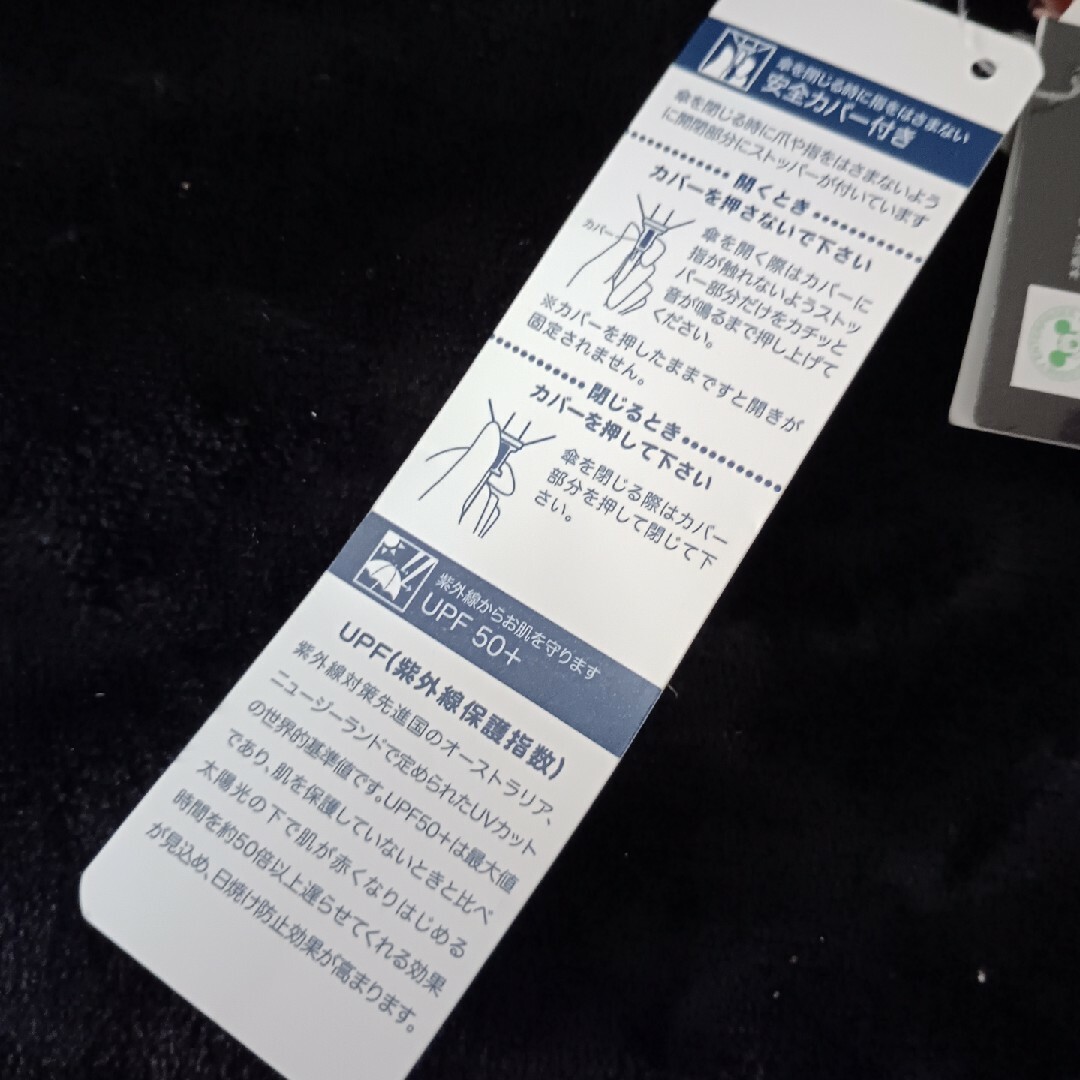 傘を閉じる時に指をはさまない
安全カバー付き
傘を閉じる時に爪や指をはさまないよう
に開閉部分にストッパーが付いています
開くとき
カバーを押さないで下さい
カバー
傘を開く際はカバーに
指が触れないようストッ
パー部分だけをカチッと
音が鳴るまで押し上げて
ください。
※カバーを押したままですと開きが
固定されません。
閉じるとき
カバーを押して下さい
傘を閉じる際はカバー
部分を押して閉じて下
さい。
紫外線からお肌を守ります
UPF 50+
UPF(紫外線保護指数)
紫外線対策先進国のオーストラリア、
ニュージーランドで定められたUVカット
の世界的基準値です。UPF50+は最大値
であり、肌を保護していないときと比べ
太陽光の下で肌が赤くなりはじめる
時間を約50倍以上遅らせてくれる効果
が見込め、日焼け防止効果が高まります。